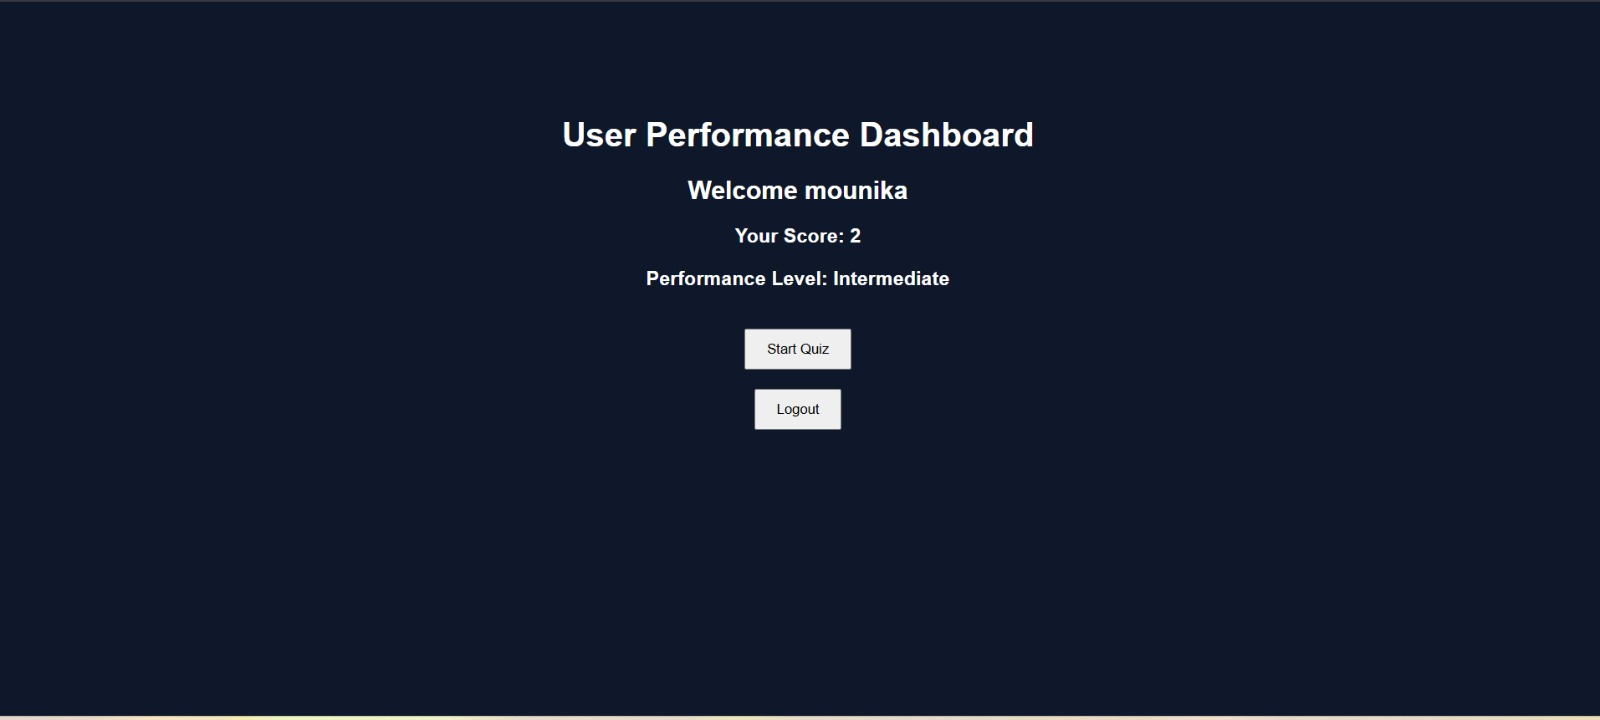 User Performance Dashboard
Welcome mounika
Your Score: 2
Performance Level: Intermediate
Start Quiz
Logout